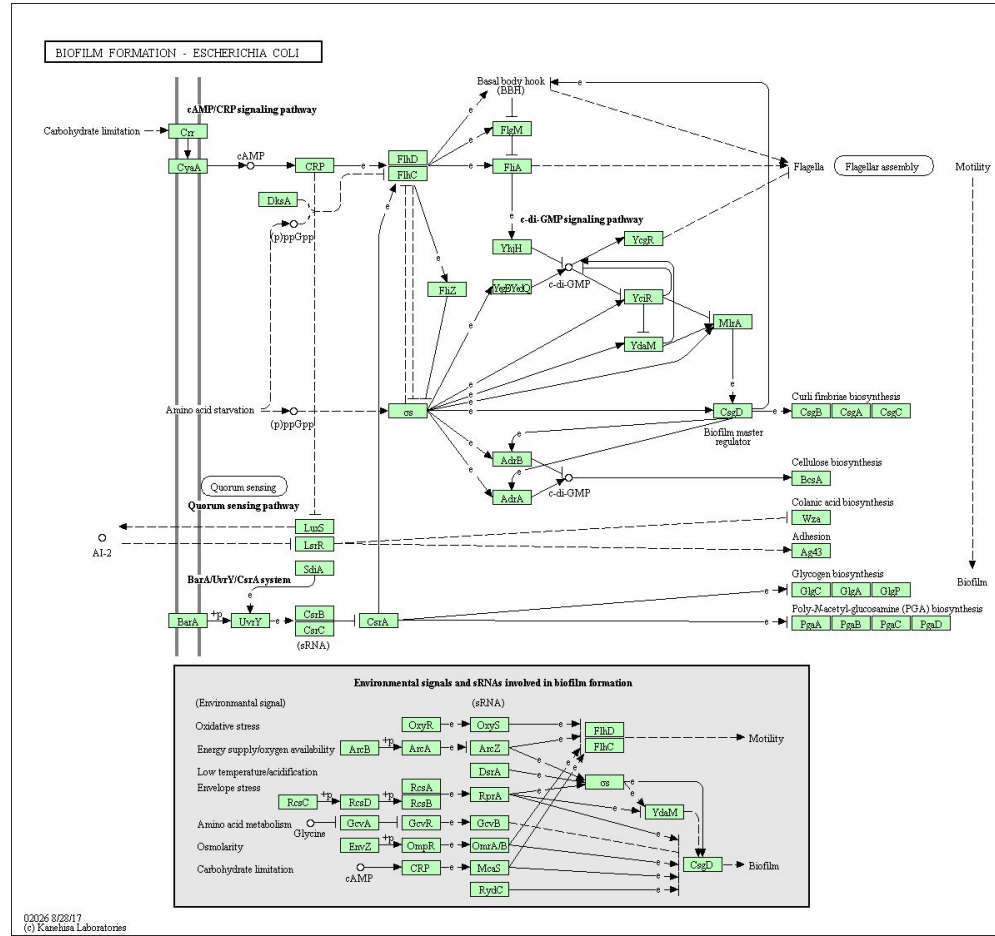 BIOFILM FORMATION - ESCHERICHIA COLI
Basal body hook
(BBH)
e
cAMP/CRP signaling pathway
Carbohydrate limitation
Crr
e
FlgM
e
CyaA
cAMP
CRP
e
FlhD
FlhC
e
FliA
Flagella
Flagellar assembly
Motility
DksA
(p)ppGpp
e
e
c-di-GMP signaling pathway
YhjH
YcgR
e
c-di-GMP
FliZ
YegE
YedQ
YciR
e
MlrA
YdaM
e
e
e
e
e
Amino acid starvation
(p)ppGpp
σs
e
CsgD
e
Biofilm master
regulator
Curli fimbriae biosynthesis
CsgB
CsgA
CsgC
e
e
AdrB
e
e
AdrA
c-di-GMP
Cellulose biosynthesis
BcsA
Quorum sensing
Quorum sensing pathway
LuxS
AI-2
LsrR
Colanic acid biosynthesis
Wza
Adhesion
Ag43
SdiA
BarA/UvrY/CsrA system
e
Glycogen biosynthesis
GlgC
GlgA
GlgP
e
Biofilm
BarA
+p
UvrY
e
CsrB
CsrC
(sRNA)
CsrA
e
Poly-N-acetyl-glucosamine (PGA) biosynthesis
PgaA
PgaB
PgaC
PgaD
Environmental signals and sRNAs involved in biofilm formation
(Environmantal signal)
(sRNA)
Oxidative stress
OxyR
e
OxyS
e
FlhD
FlhC
Motility
Energy supply/oxygen availability
ArcB
+p
ArcA
e
ArcZ
e
e
e
e
Low temperature/acidification
DsrA
e
σs
e
e
Envelope stress
RcsC
+p
RcsD
+p
RcsA
RcsB
e
RprA
e
e
e
YdaM
Amino acid metabolism
Glycine
GcvA
GcvR
GcvB
Osmolarity
EnvZ
+p
OmpR
e
OmrA/B
e
CsgD
Biofilm
Carbohydrate limitation
cAMP
CRP
e
McaS
e
RydC
e
02026 8/28/17
(c) Kanehisa Laboratories